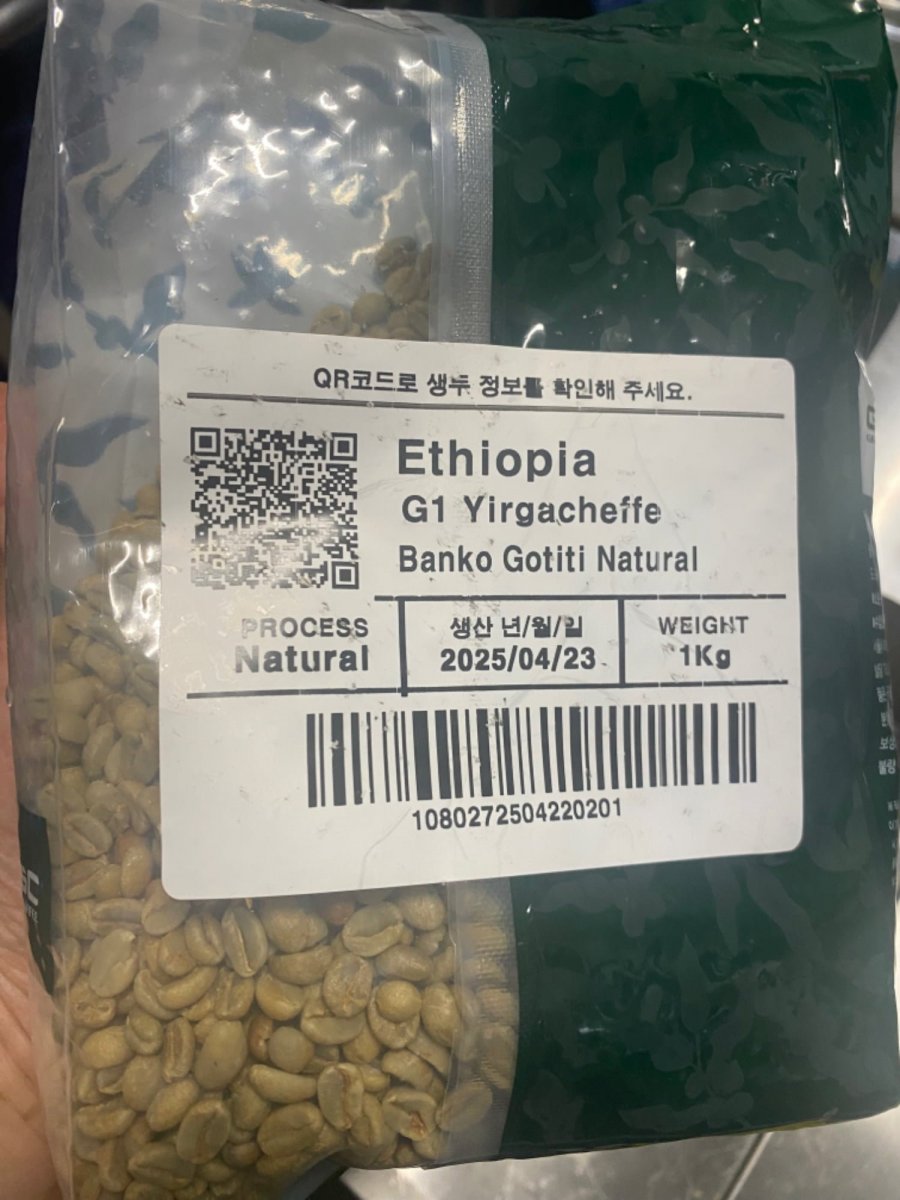 QR코드로 생두 정보를 확인해 주세요.
Ethiopia
G1 Yirgacheffe
Banko Gotiti Natural
PROCESS
Natural
생산 년/월/일
2025/04/23
WEIGHT
1Kg
1080272504220201